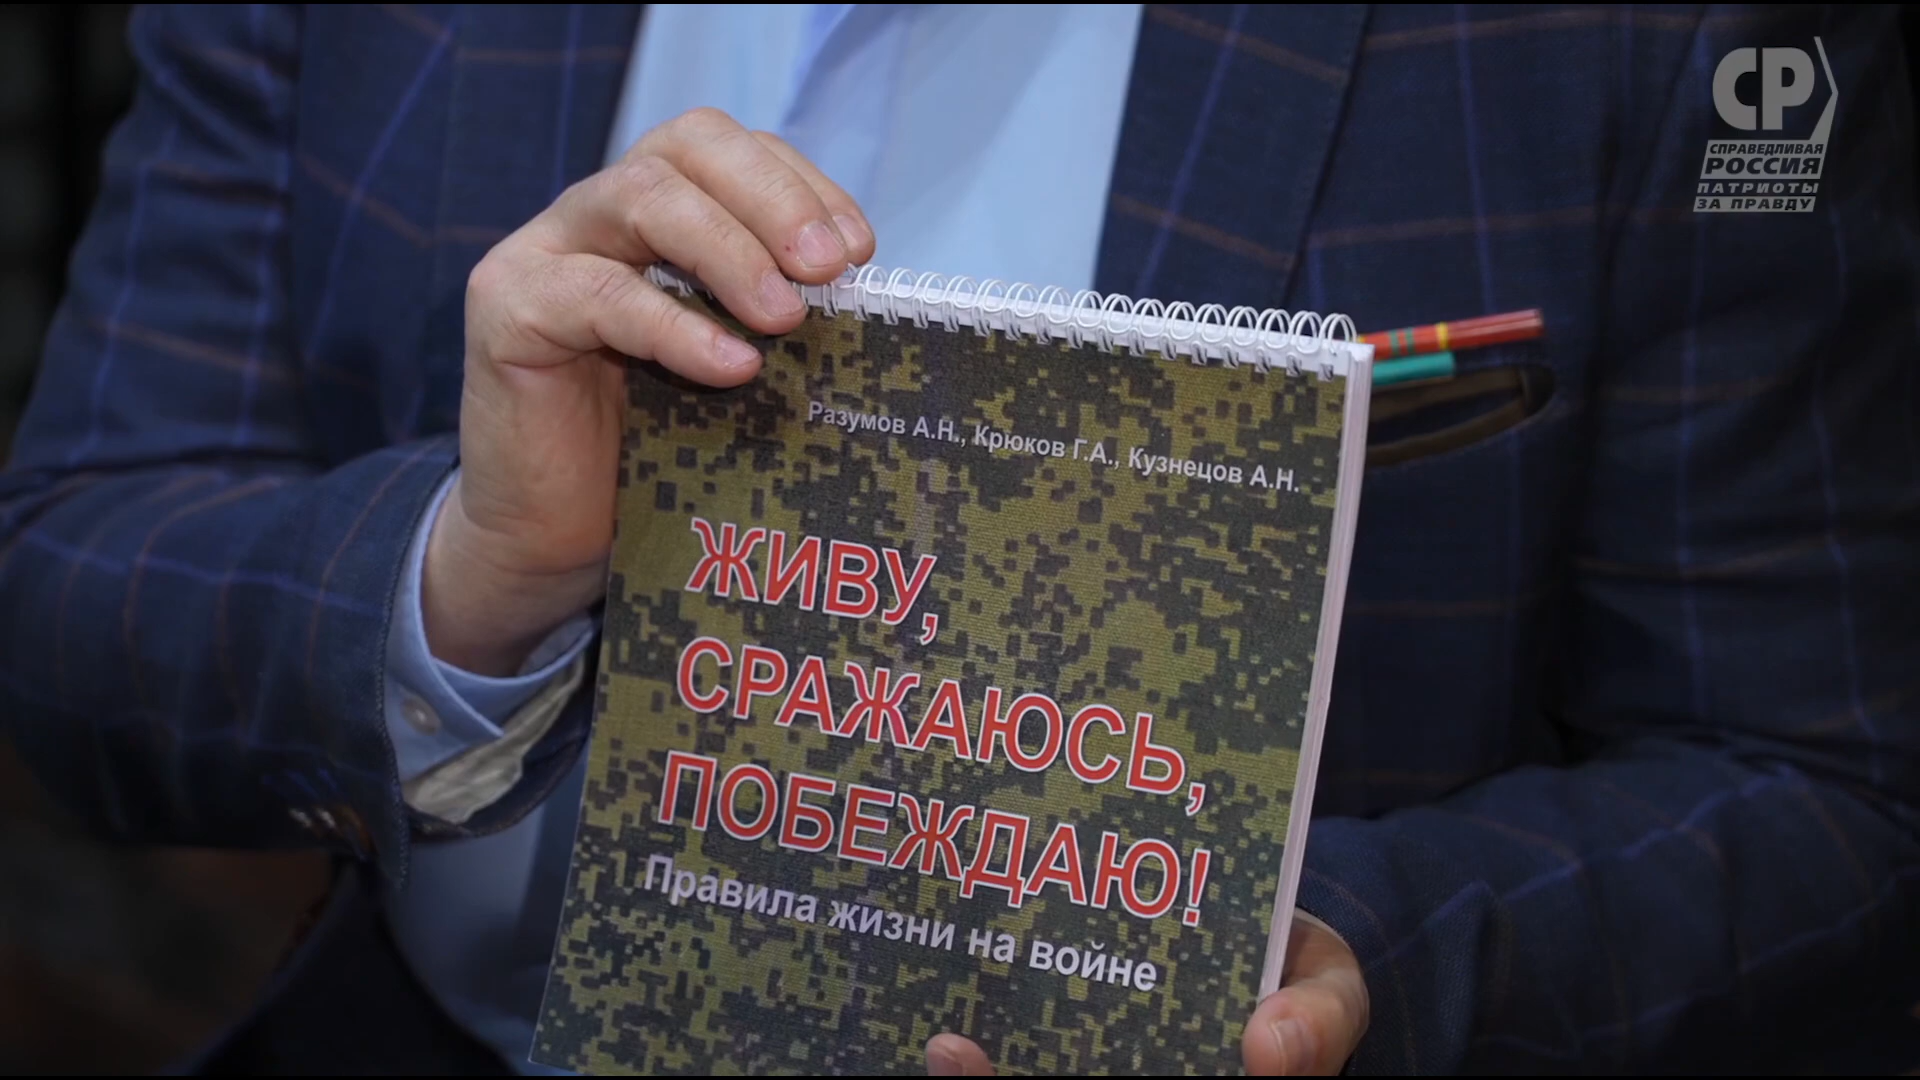 СР
СПРАВЕДЛИВАЯ
РОССИЯ
ПАТРИОТЫ
ЗА ПРАВДУ
Разумов А.Н., Крюков Г.А., Кузнецов А.Н.
ЖИВУ,
СРАЖАЮСЬ,
ПОБЕЖДАЮ!
Правила жизни на войне